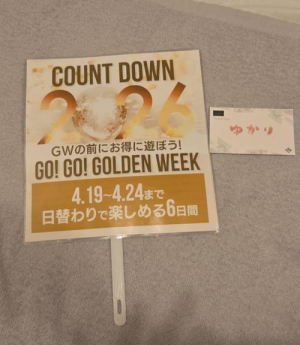 COUNT DOWN
2026
GWの前にお得に遊ぼう!
GO! GO! GOLDEN WEEK
4.19~4.24まで
日替わりで楽しめる6日間
ゆかり